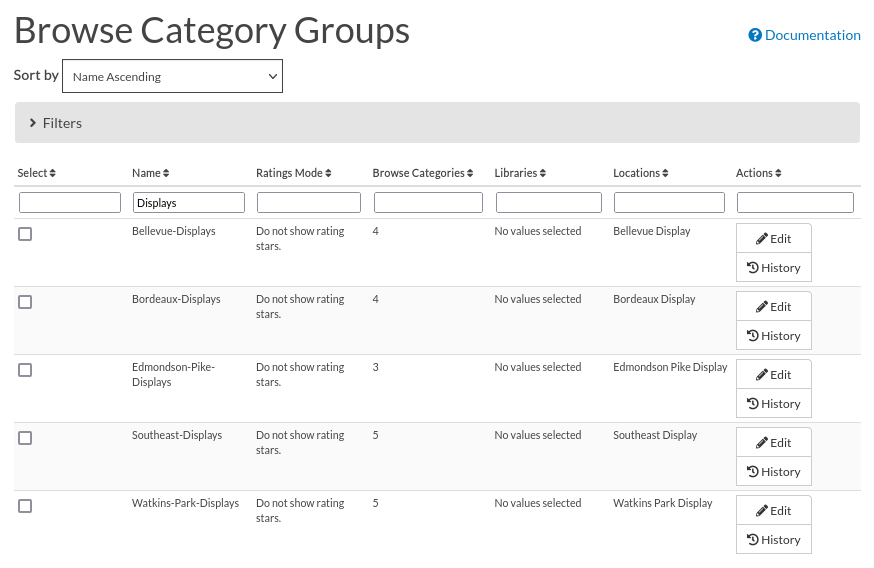 Browse Category Groups
Documentation
Sort by Name Ascending
Filters
Select Name Ratings Mode Browse Categories Libraries Locations Actions
Displays
Bellevue-Displays Do not show rating 4 No values selected Bellevue Display Edit
stars.
History
Bordeaux-Displays Do not show rating 4 No values selected Bordeaux Display Edit
stars.
History
Edmondson-Pike- Do not show rating 3 No values selected Edmondson Pike Display Edit
Displays stars.
History
Southeast-Displays Do not show rating 5 No values selected Southeast Display Edit
stars.
History
Watkins-Park-Displays Do not show rating 5 No values selected Watkins Park Display Edit
stars.
History